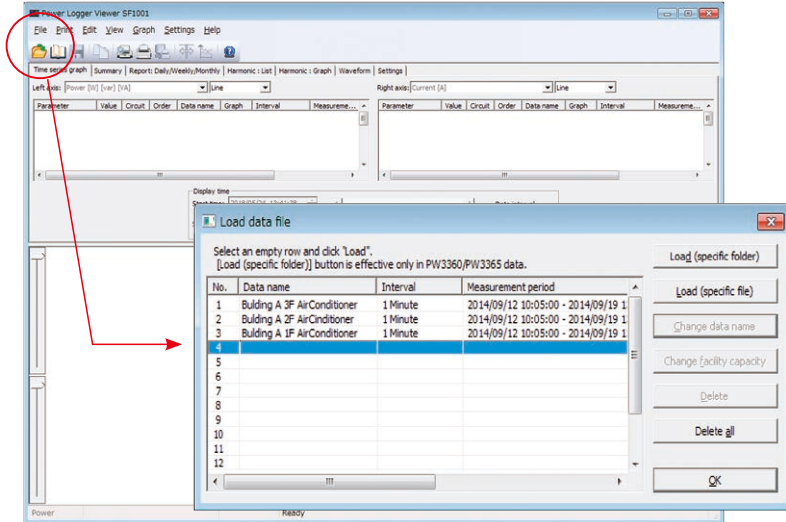 Power Logger Viewer SF1001
File Print Edit View Graph Settings Help
Time series graph Summary Report: Daily/Weekly/Monthly Harmonic : List Harmonic : Graph Waveform Settings
Left axis: Power [W] [var] [VA] Line Right axis: Current [A] Line
Parameter Value Circuit Order Data name Graph Interval Measureme... Parameter Value Circuit Order Data name Graph Interval Measureme...
Display time
Load data file
Select an empty row and click "Load".
[Load (specific folder)] button is effective only in PW3360/PW3365 data.
Load (specific folder)
No. Data name Interval Measurement period
Load (specific file)
1 Bulding A 3F AirConditioner 1 Minute 2014/09/12 10:05:00 - 2014/09/19 1
2 Bulding A 2F AirCinditioner 1 Minute 2014/09/12 10:05:00 - 2014/09/19 1
3 Bulding A 1F AirConditioner 1 Minute 2014/09/12 10:05:00 - 2014/09/19 1
Change data name
4
5
Change facility capacity
6
7
Delete
8
9
10
Delete all
11
12
OK
Power Ready